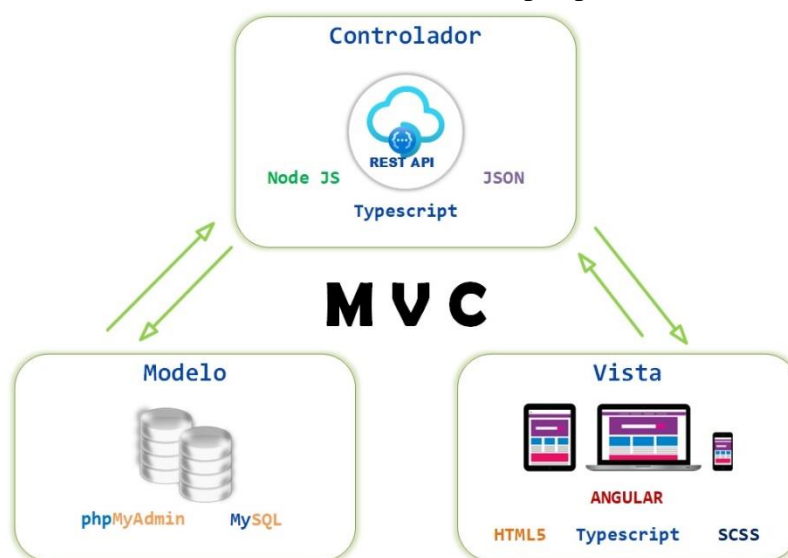 Controlador
REST API
Node JS
JSON
Typescript
MVC
Modelo
phpMyAdmin
MySQL
Vista
ANGULAR
HTML5
Typescript
SCSS